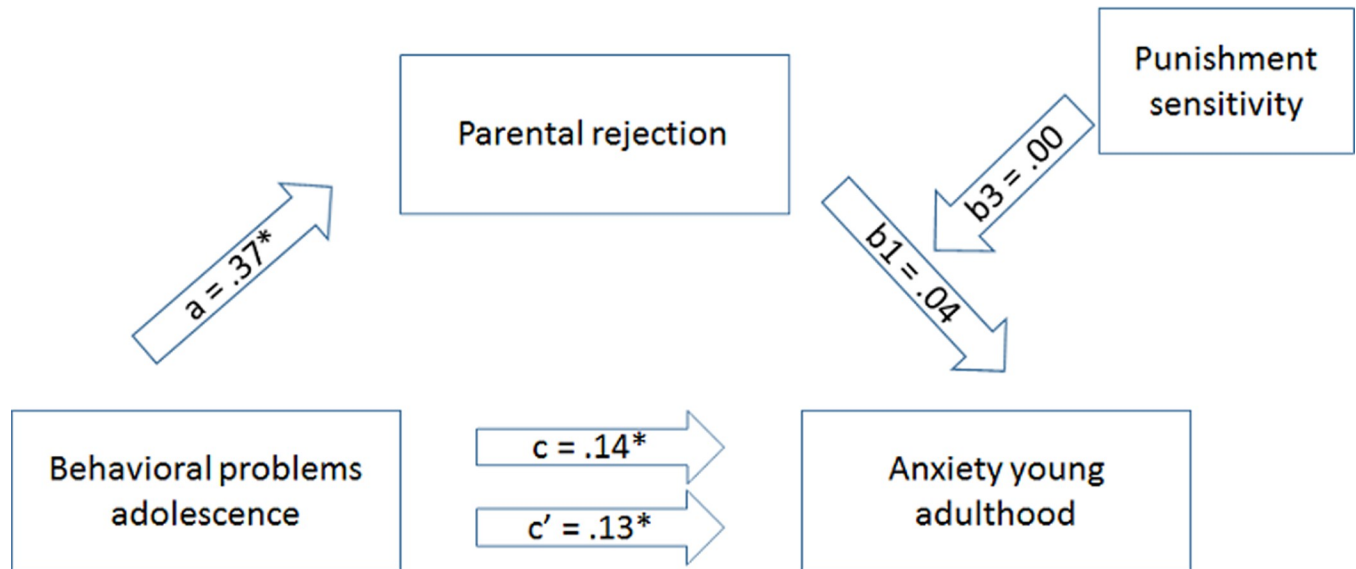 Punishment
sensitivity
Parental rejection
b3 = .00
a = .37*
b1 = .04
Behavioral problems
adolescence
c = .14*
c’ = .13*
Anxiety young
adulthood